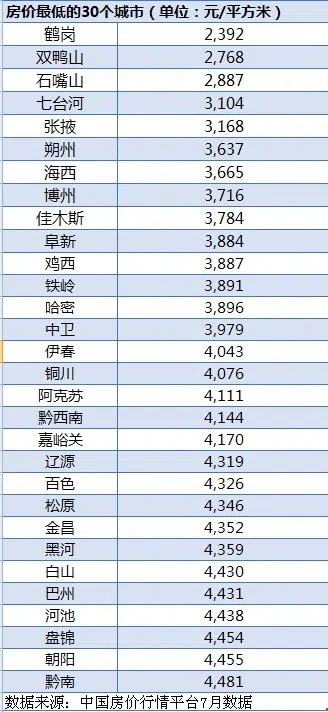 房价最低的30个城市（单位：元/平方米）
鹤岗 2,392
双鸭山 2,768
石嘴山 2,887
七台河 3,104
张掖 3,168
朔州 3,637
海西 3,665
博州 3,716
佳木斯 3,784
阜新 3,884
鸡西 3,887
铁岭 3,891
哈密 3,896
中卫 3,979
伊春 4,043
铜川 4,076
阿克苏 4,111
黔西南 4,144
嘉峪关 4,170
辽源 4,319
百色 4,326
松原 4,346
金昌 4,352
黑河 4,359
白山 4,430
巴州 4,431
河池 4,438
盘锦 4,454
朝阳 4,455
黔南 4,481
数据来源：中国房价行情平台7月数据